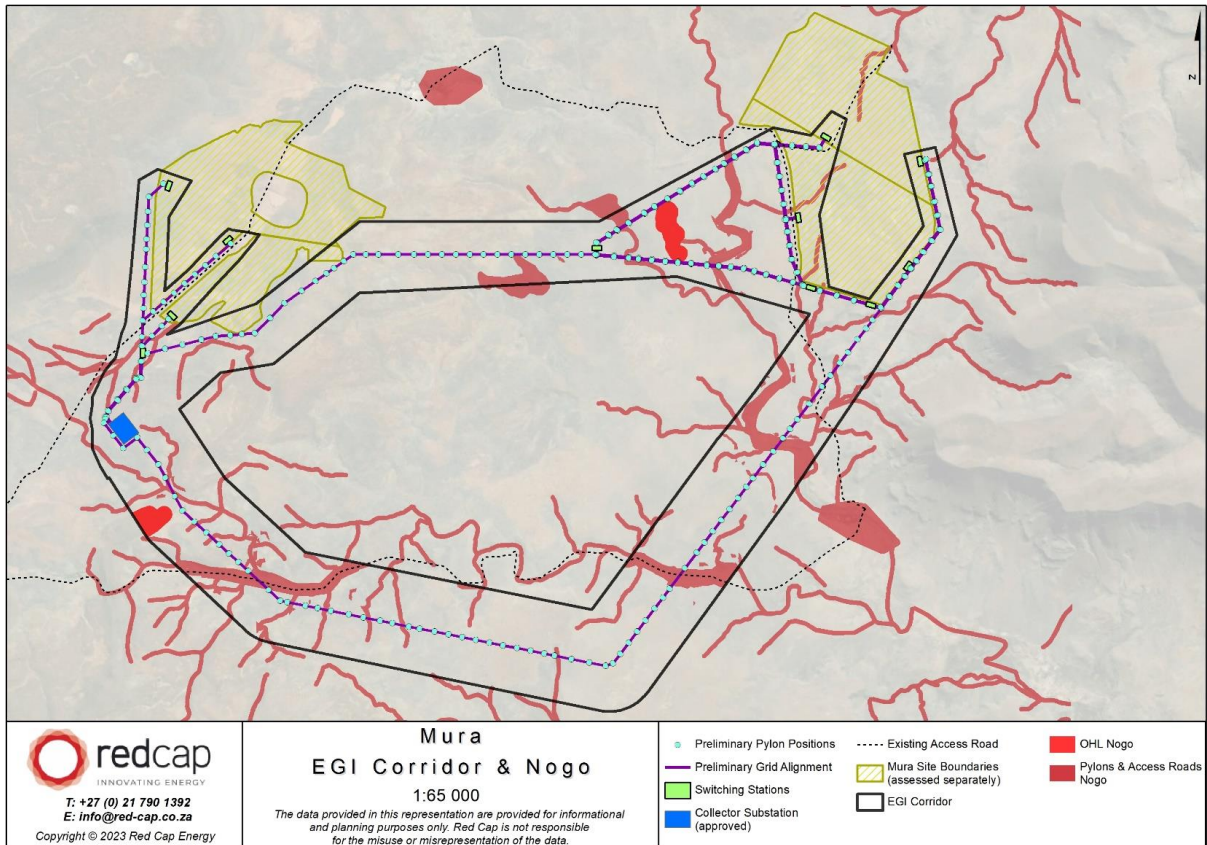 N
redcap
INNOVATING ENERGY
T: +27 (0) 21 790 1392
E: info@red-cap.co.za
Copyright © 2023 Red Cap Energy
Mura
EGI Corridor & Nogo
1:65 000
The data provided in this representation are provided for informational
and planning purposes only. Red Cap is not responsible
for the misuse or misrepresentation of the data.
Preliminary Pylon Positions
Preliminary Grid Alignment
Switching Stations
Collector Substation
(approved)
Existing Access Road
Mura Site Boundaries
(assessed separately)
EGI Corridor
OHL Nogo
Pylons & Access Roads
Nogo